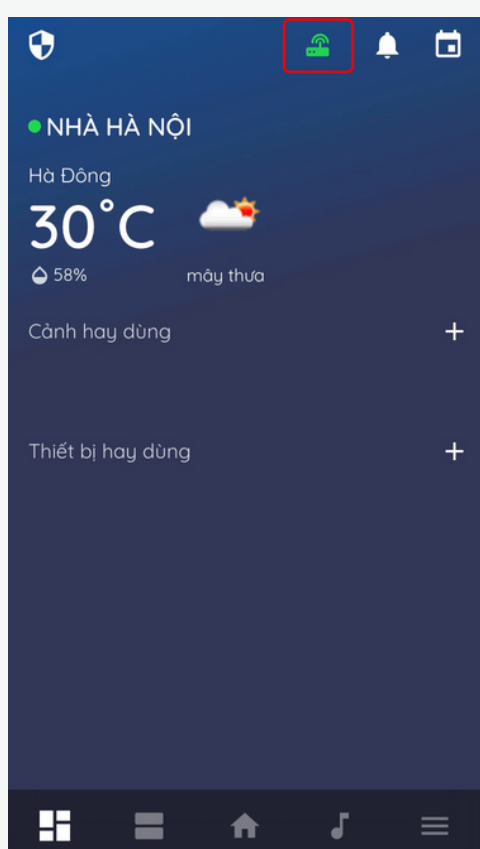 NHÀ HÀ NỘI
Hà Đông
30°C
58%
mây thưa
Cảnh hay dùng
+
Thiết bị hay dùng
+